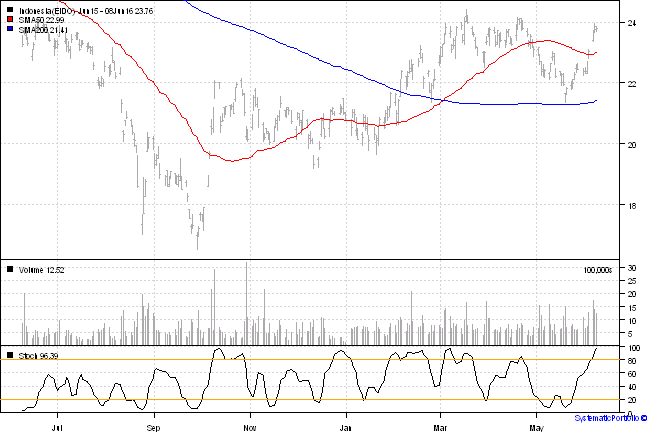 Indonesia(EIDO) Jun 15 - 08Jun16 23.76
SMA50 22.99
SMA200 21.41
24
22
20
18
Volume 12.52
100,000s
30
25
20
15
10
5
Stoch 96.39
100
80
60
40
20
0
Jul Sep Nov Jan Mar May
SystematicPortfolio ©